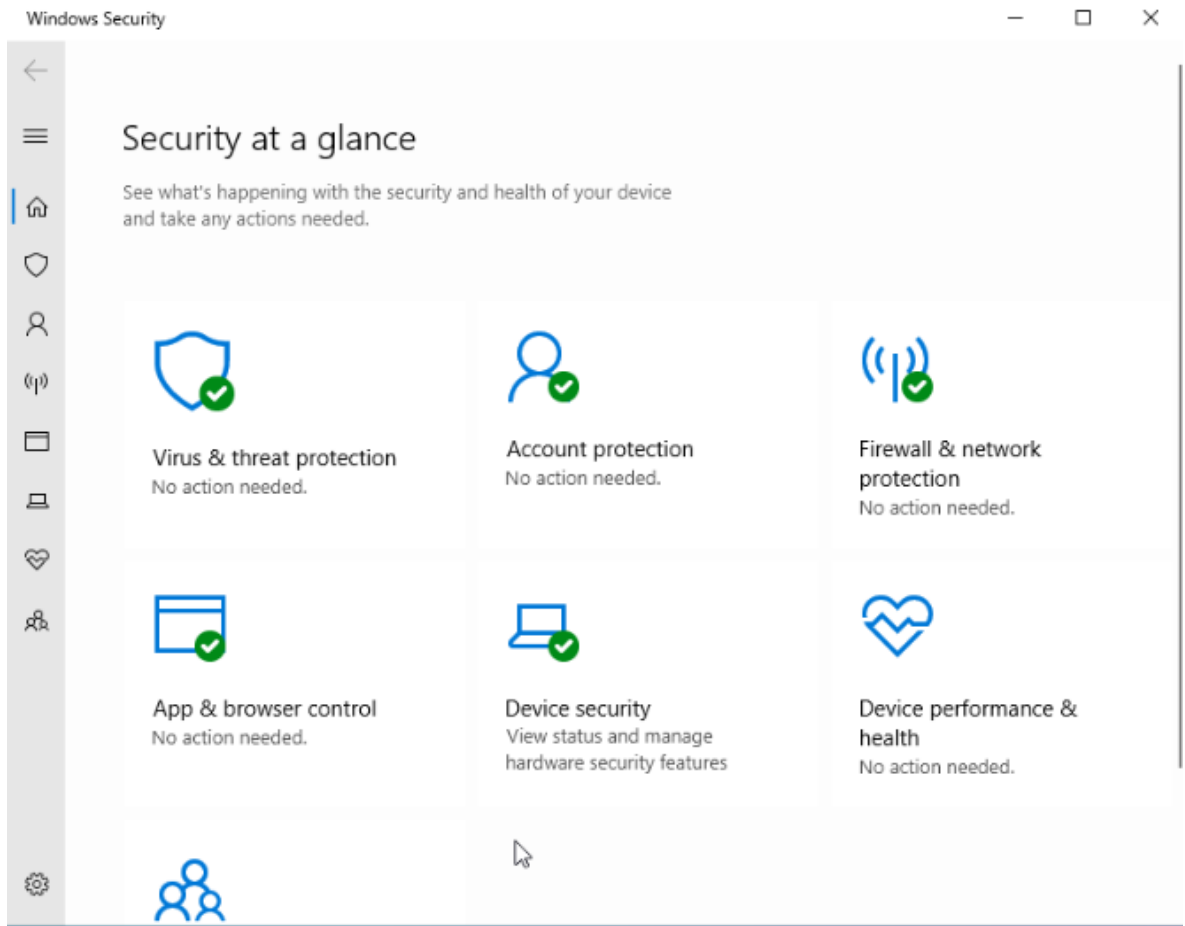 Windows Security
Security at a glance
See what's happening with the security and health of your device
and take any actions needed.
Virus & threat protection
No action needed.
Account protection
No action needed.
Firewall & network
protection
No action needed.
App & browser control
No action needed.
Device security
View status and manage
hardware security features
Device performance &
health
No action needed.